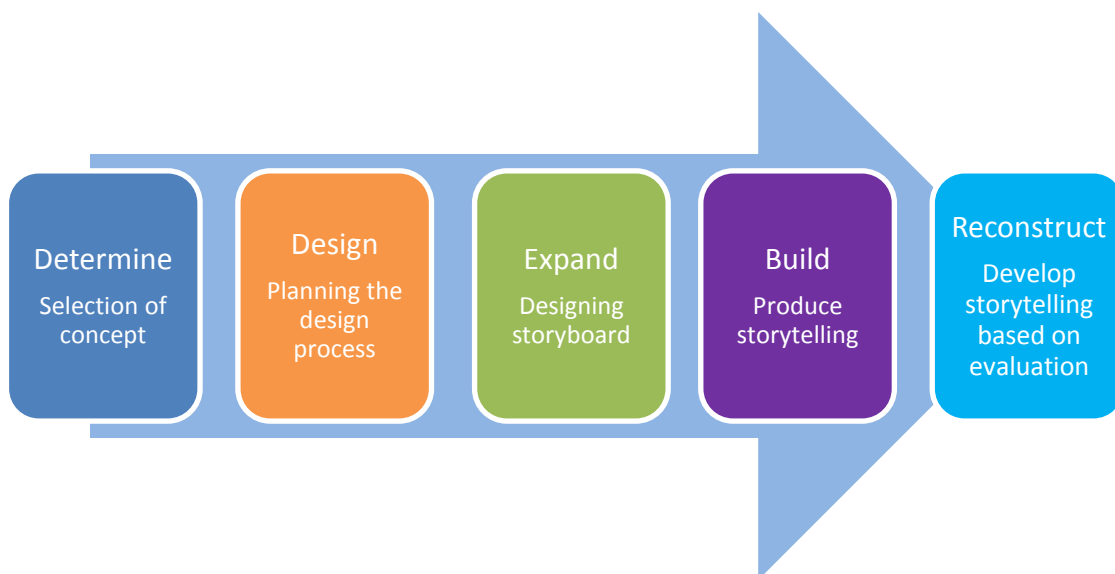 Determine
Selection of
concept
Design
Planning the
design
process
Expand
Designing
storyboard
Build
Produce
storytelling
Reconstruct
Develop
storytelling
based on
evaluation